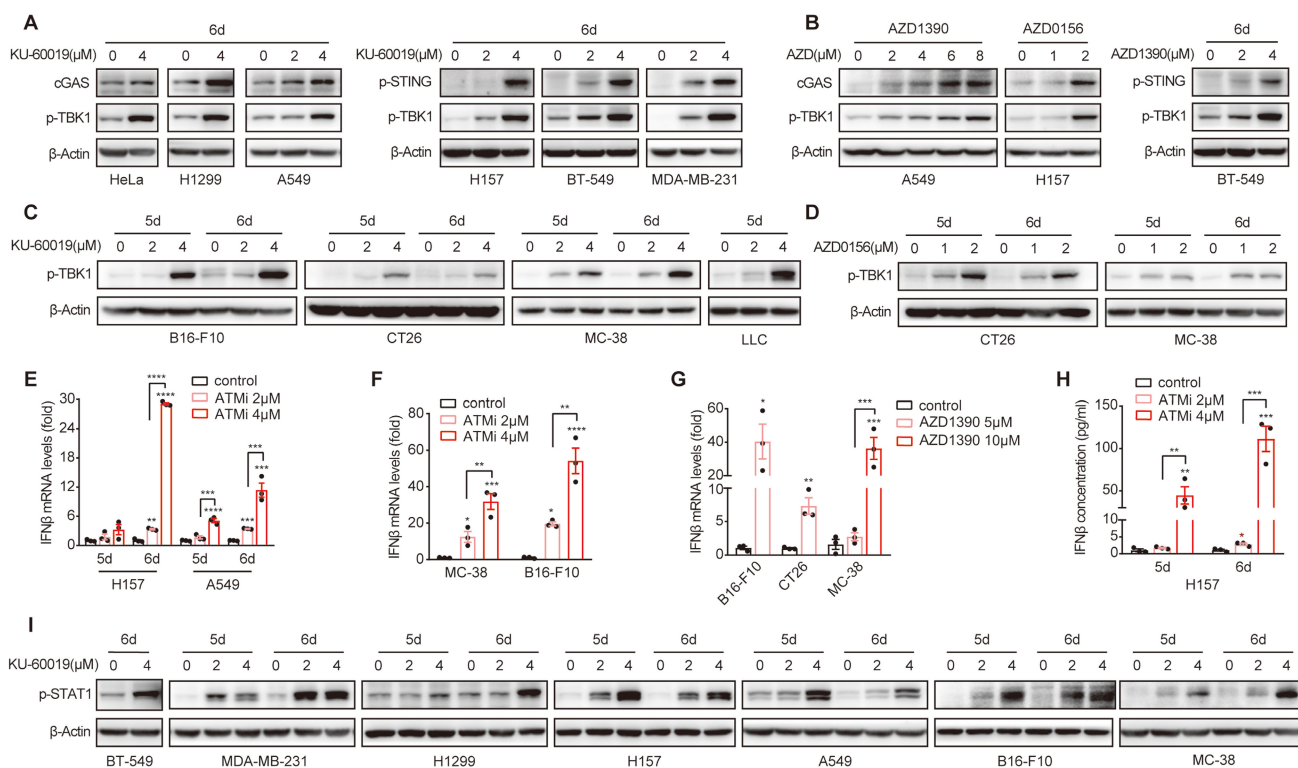 A
6d
6d
KU-60019(μM) 0 4 0 4 0 2 4
KU-60019(μM) 0 2 4 0 2 4 0 2 4
cGAS
p-TBK1
β-Actin
HeLa H1299 A549
p-STING
p-TBK1
β-Actin
H157 BT-549 MDA-MB-231
B
AZD1390 AZD0156 6d
AZD(μM) 0 2 4 6 8 0 1 2
AZD1390(μM) 0 2 4
cGAS
p-TBK1
β-Actin
A549 H157
p-STING
p-TBK1
β-Actin
BT-549
C
5d 6d 5d 6d 5d 6d 5d
KU-60019(μM) 0 2 4 0 2 4 0 2 4 0 2 4 0 2 4 0 2 4 0 2 4
p-TBK1
β-Actin
B16-F10 CT26 MC-38 LLC
D
5d 6d 5d 6d
AZD0156(μM) 0 1 2 0 1 2 0 1 2 0 1 2
p-TBK1
β-Actin
CT26 MC-38
E
control
ATMi 2μM
ATMi 4μM
IFNβ mRNA levels (fold)
30
24
18
12
6
0
****
****
**
***
****
***
***
***
5d 6d 5d 6d
H157 A549
F
control
ATMi 2μM
ATMi 4μM
IFNβ mRNA levels (fold)
80
60
40
20
0
*
**
***
*
**
****
MC-38 B16-F10
G
control
AZD1390 5μM
AZD1390 10μM
IFNβ mRNA levels (fold)
60
40
20
10
5
0
*
**
***
***
B16-F10 CT26 MC-38
H
control
ATMi 2μM
ATMi 4μM
IFNβ concentration (pg/ml)
150
100
50
10
5
0
**
**
*
***
***
5d 6d
H157
I
6d 5d 6d 5d 6d 5d 6d 5d 6d 5d 6d 5d 6d
KU-60019(μM) 0 4 0 2 4 0 2 4 0 2 4 0 2 4 0 2 4 0 2 4 0 2 4 0 2 4 0 2 4 0 2 4 0 2 4 0 2 4
p-STAT1
β-Actin
BT-549 MDA-MB-231 H1299 H157 A549 B16-F10 MC-38